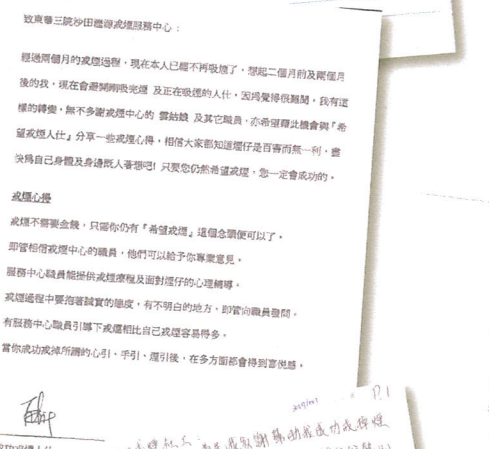 致東華三院沙田瀝源戒煙服務中心:
經過兩個月的戒煙過程,現在本人已經不再吸煙了,想起二個月前及兩個月
後的我,現在會避開剛吸完煙 及正在吸煙的人仕,因為覺得很難聞,我有這
樣的轉變,無不多謝戒煙中心的 雲姑娘 及其它職員,亦希望藉此機會與『希
望戒煙人仕』分享一些戒煙心得,相信大家都知道煙仔是百害而無一利,盡
快為自己身體及身邊既人著想吧! 只要您仍然希望戒煙,您一定會成功的。
戒煙心得
戒煙不需要金錢,只需你仍有『希望戒煙』這個念頭便可以了。
即管相信戒煙中心的職員,他們可以給予你專業意見。
服務中心職員能提供戒煙療程及面對煙仔的心理輔導。
戒煙過程中要抱著誠實的態度,有不明白的地方,即管向職員發問。
有服務中心職員引導下戒煙相比自己戒煙容易得多。
當你成功戒掉所謂的心引、手引、煙引後,在多方面都會得到喜悅感。
P.1
謝 幫助我成功戒掉煙